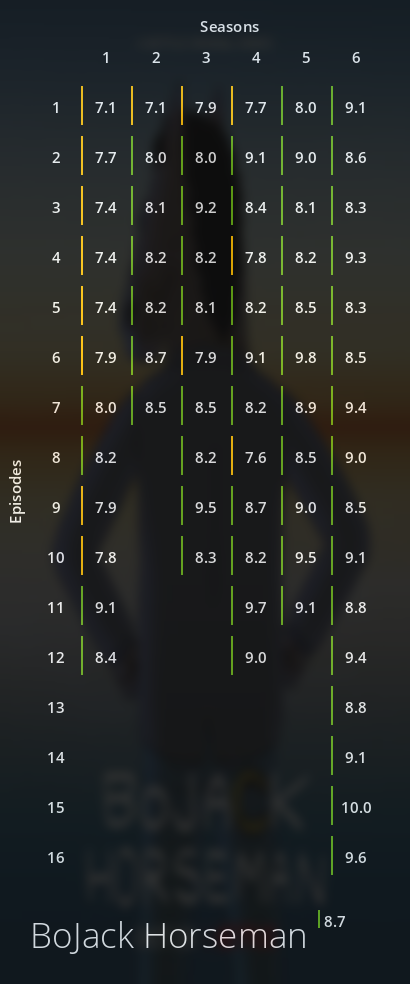 Seasons
1 2 3 4 5 6
1 7.1 7.1 7.9 7.7 8.0 9.1
2 7.7 8.0 8.0 9.1 9.0 8.6
3 7.4 8.1 9.2 8.4 8.1 8.3
4 7.4 8.2 8.2 7.8 8.2 9.3
5 7.4 8.2 8.1 8.2 8.5 8.3
6 7.9 8.7 7.9 9.1 9.8 8.5
7 8.0 8.5 8.5 8.2 8.9 9.4
Episodes
8 8.2 8.2 7.6 8.5 9.0
9 7.9 9.5 8.7 9.0 8.5
10 7.8 8.3 8.2 9.5 9.1
11 9.1 9.7 9.1 8.8
12 8.4 9.0 9.4
13 8.8
14 9.1
15 10.0
16 9.6
BoJACK
HORSEMAN
BoJack Horseman 8.7